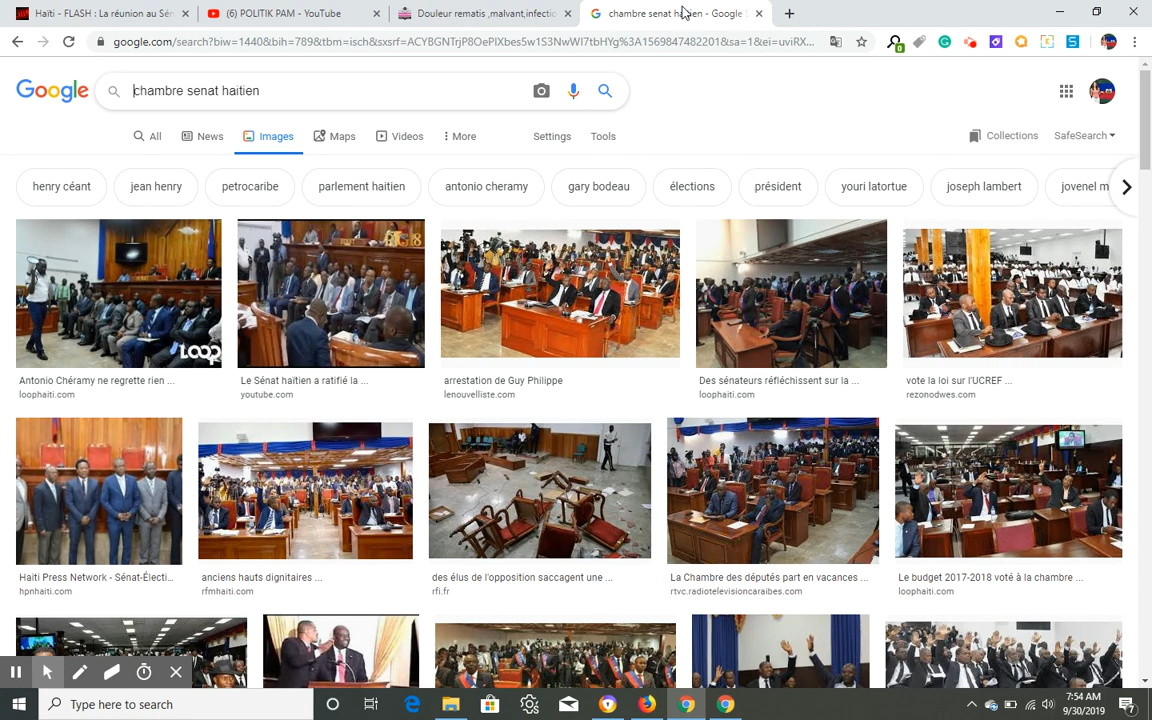 Haïti - FLASH : La réunion au Sén
(6) POLITIK PAM - YouTube
Douleur rematis ,malvant,infectio
chambre senat haitien - Google
google.com/search?biw=1440&bih=789&tbm=isch&sxsrf=ACYBGNTrjP8OePIXbes5w1S3NwWI7tbHYg%3A1569847482201&sa=1&ei=uviRX...
Google
chambre senat haitien
All
News
Images
Maps
Videos
More
Settings
Tools
Collections
SafeSearch
henry céant
jean henry
petrocaribe
parlement haitien
antonio cheramy
gary bodeau
élections
président
youri latortue
joseph lambert
jovenel m
LOOP
Antonio Chéramy ne regrette rien ...
loophaiti.com
Le Sénat haïtien a ratifié la ...
youtube.com
arrestation de Guy Philippe
lenouvelliste.com
Des sénateurs réfléchissent sur la ...
loophaiti.com
vote la loi sur l'UCREF ...
rezonodwes.com
Haiti Press Network - Sénat-Électi...
hpnhaiti.com
anciens hauts dignitaires ...
rfmhaiti.com
des élus de l'opposition saccagent une ...
rfi.fr
La Chambre des députés part en vacances ...
rtvc.radiotelevisioncaraibes.com
Le budget 2017-2018 voté à la chambre ...
loophaiti.com
Type here to search
7:54 AM
9/30/2019
7